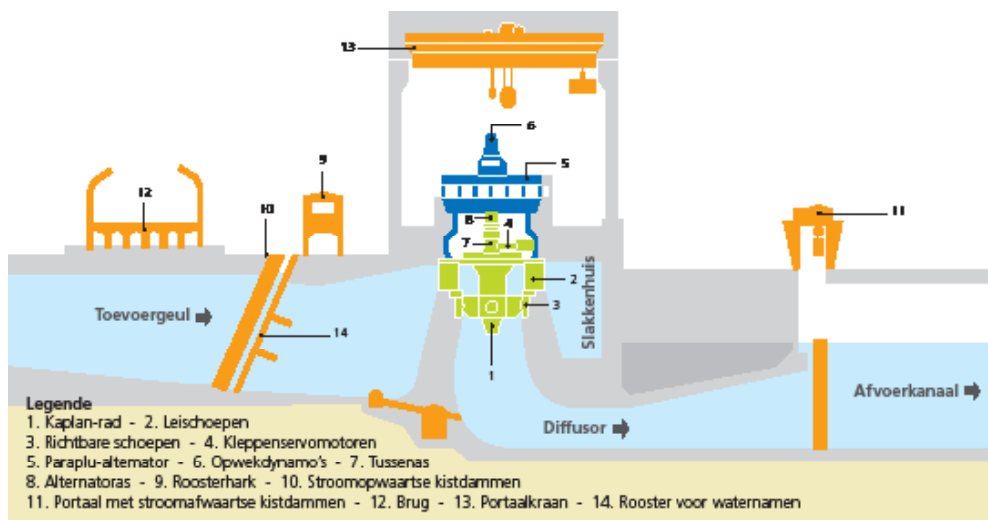 13
6
5
9
12
10
8
4
11
7
2
Toevoergeul
3
Slakkenhuis
14
1
Afvoerkanaal
Diffusor
Legende
1. Kaplan-rad - 2. Leischoepen
3. Richtbare schoepen - 4. Kleppenservomotoren
5. Paraplu-alternator - 6. Opwekdynamo's - 7. Tussenas
8. Alternatoras - 9. Roosterhark - 10. Stroomopwaartse kistdammen
11. Portaal met stroomafwaartse kistdammen - 12. Brug - 13. Portaalkraan - 14. Rooster voor waternamen